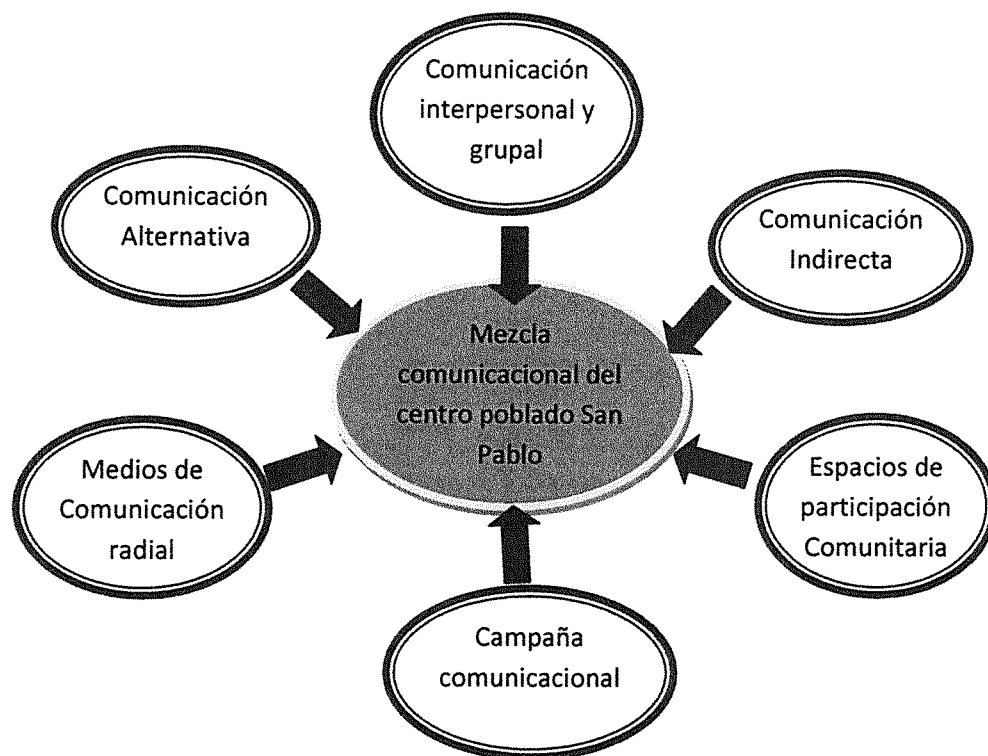 Comunicación
interpersonal y
grupal
Comunicación
Alternativa
Comunicación
Indirecta
Mezcla
comunicacional del
centro poblado San
Pablo
Medios de
Comunicación
radial
Espacios de
participación
Comunitaria
Campaña
comunicacional